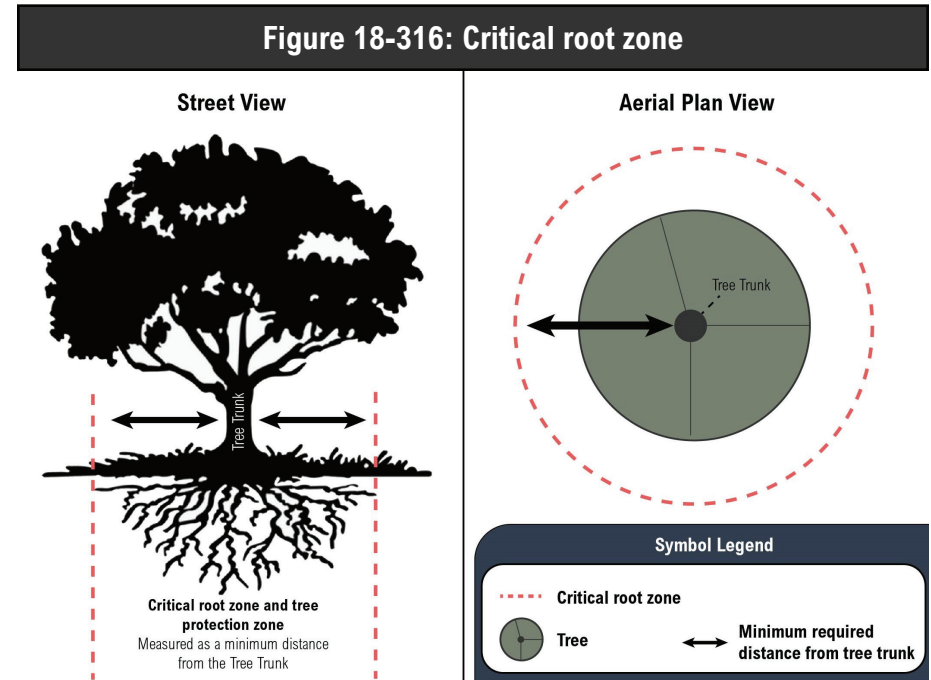 Figure 18-316: Critical root zone
Street View
Tree Trunk
Critical root zone and tree
protection zone
Measured as a minimum distance
from the Tree Trunk
Aerial Plan View
Tree Trunk
Symbol Legend
Critical root zone
Tree
Minimum required
distance from tree trunk